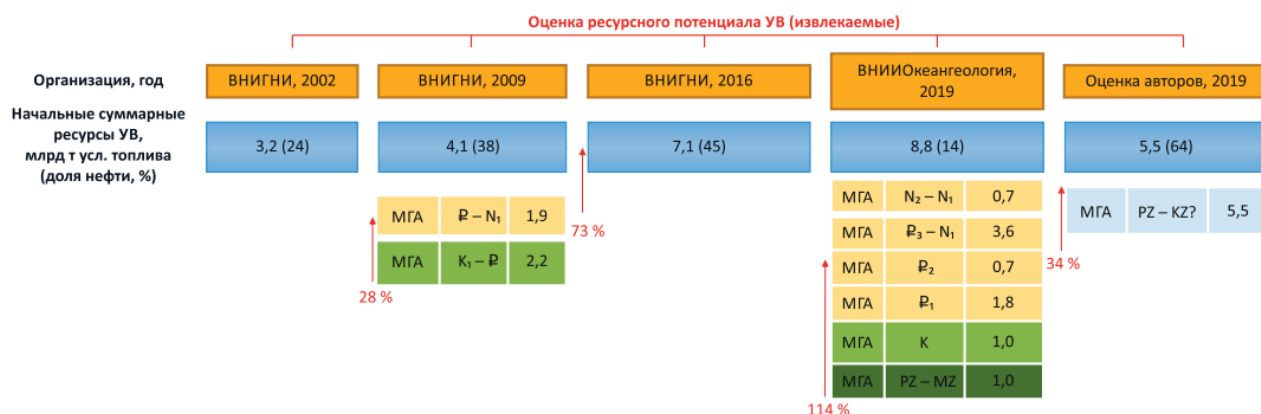 Оценка ресурсного потенциала УВ (извлекаемые)
Организация, год
ВНИГНИ, 2002
ВНИГНИ, 2009
ВНИГНИ, 2016
ВНИИОкеангеология,
2019
Оценка авторов, 2019
Начальные суммарные
ресурсы УВ,
млрд т усл. топлива
(доля нефти, %)
3,2 (24)
4,1 (38)
7,1 (45)
8,8 (14)
5,5 (64)
28 %
МГА ₽ – N₁ 1,9
МГА K₁ – ₽ 2,2
73 %
МГА N₂ – N₁ 0,7
МГА ₽₃ – N₁ 3,6
МГА ₽₂ 0,7
МГА ₽₁ 1,8
МГА K 1,0
МГА PZ – MZ 1,0
114 %
34 %
МГА PZ – KZ? 5,5